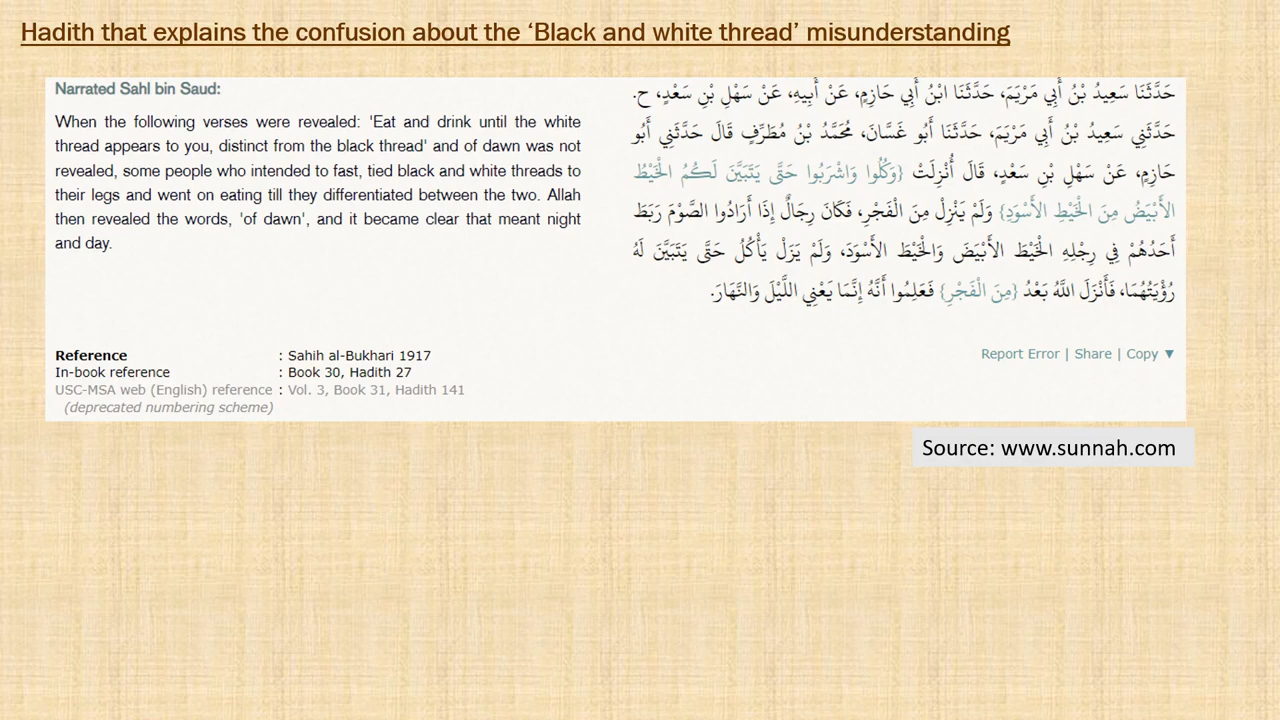 Hadith that explains the confusion about the ‘Black and white thread’ misunderstanding
Narrated Sahl bin Saud:
When the following verses were revealed: 'Eat and drink until the white
thread appears to you, distinct from the black thread' and of dawn was not
revealed, some people who intended to fast, tied black and white threads to
their legs and went on eating till they differentiated between the two. Allah
then revealed the words, 'of dawn', and it became clear that meant night
and day.
حَدَّثَنَا سَعِيدُ بْنُ أَبِي مَرْيَمَ، حَدَّثَنَا ابْنُ أَبِي حَازِمٍ، عَنْ أَبِيهِ، عَنْ سَهْلِ بْنِ سَعْدٍ، ح‏.‏
حَدَّثَنِي سَعِيدُ بْنُ أَبِي مَرْيَمَ، حَدَّثَنَا أَبُو غَسَّانَ، مُحَمَّدُ بْنُ مُطَرِّفٍ قَالَ حَدَّثَنِي أَبُو
حَازِمٍ، عَنْ سَهْلِ بْنِ سَعْدٍ، قَالَ أُنْزِلَتْ {وَكُلُوا وَاشْرَبُوا حَتَّى يَتَبَيَّنَ لَكُمُ الْخَيْطُ
الأَبْيَضُ مِنَ الْخَيْطِ الأَسْوَدِ} وَلَمْ يَنْزِلْ مِنَ الْفَجْرِ، فَكَانَ رِجَالٌ إِذَا أَرَادُوا الصَّوْمَ رَبَطَ
أَحَدُهُمْ فِي رِجْلِهِ الْخَيْطَ الأَبْيَضَ وَالْخَيْطَ الأَسْوَدَ، وَلَمْ يَزَلْ يَأْكُلُ حَتَّى يَتَبَيَّنَ لَهُ
رُؤْيَتُهُمَا، فَأَنْزَلَ اللَّهُ بَعْدُ {مِنَ الْفَجْرِ} فَعَلِمُوا أَنَّهُ إِنَّمَا يَعْنِي اللَّيْلَ وَالنَّهَارَ.
Reference : Sahih al-Bukhari 1917
In-book reference : Book 30, Hadith 27
USC-MSA web (English) reference : Vol. 3, Book 31, Hadith 141
(deprecated numbering scheme)
Report Error | Share | Copy ▼
Source: www.sunnah.com